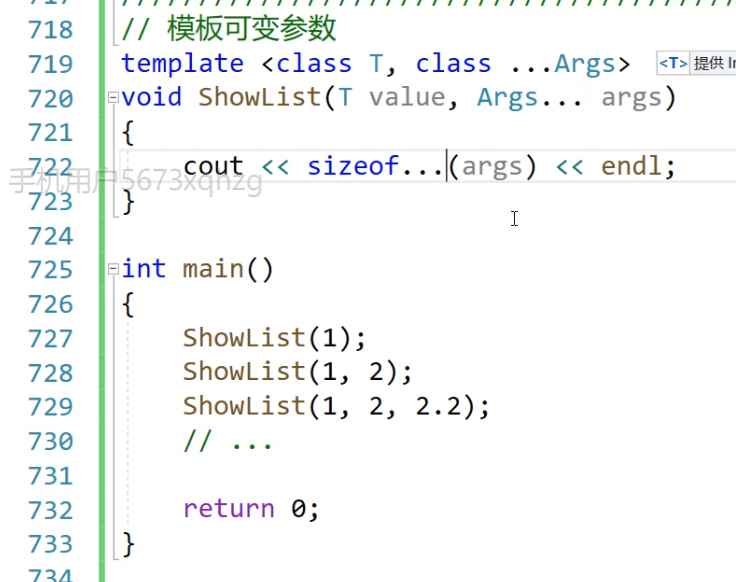 717 ////////////////////////////////////////
718 // 模板可变参数
719 template <class T, class ...Args> <T> 提供 In
720 void ShowList(T value, Args... args)
721 {
722 cout << sizeof...(args) << endl;
手机用户5673xqnzg
723 }
724
725 int main()
726 {
727 ShowList(1);
728 ShowList(1, 2);
729 ShowList(1, 2, 2.2);
730 // ...
731
732 return 0;
733 }
734